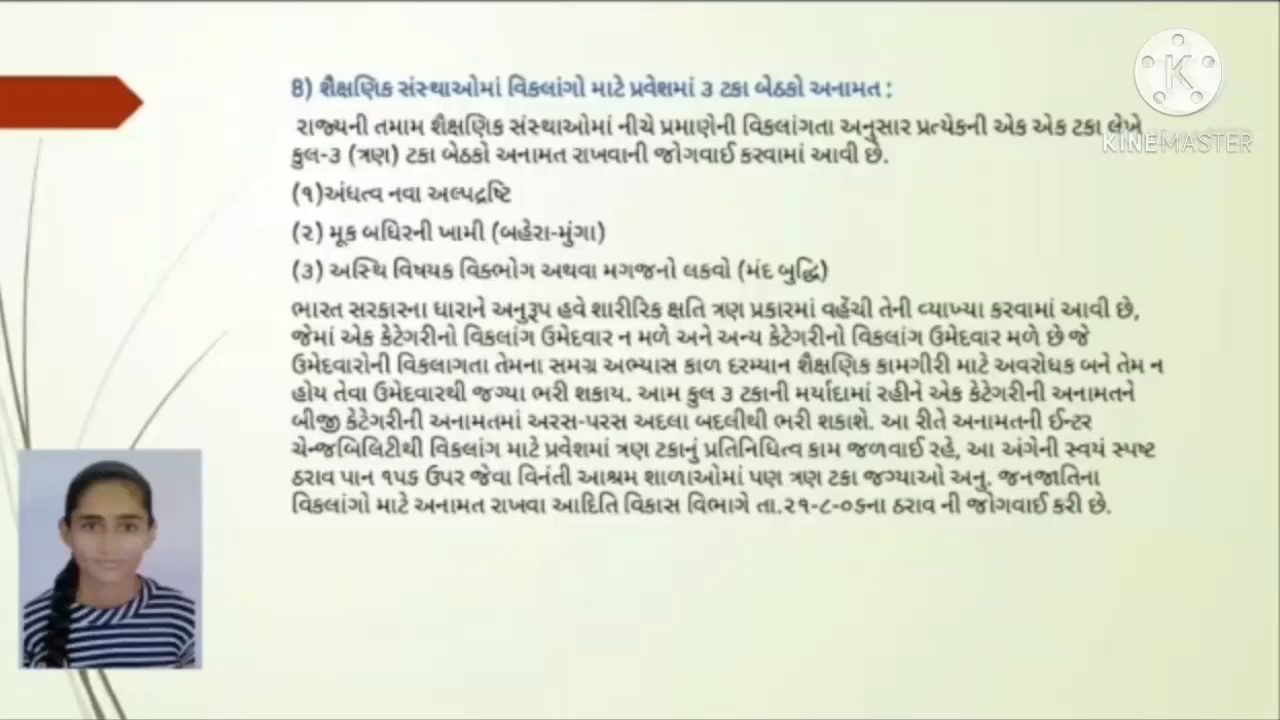 8) શૈક્ષણિક સંસ્થાઓમાં વિકલાંગો માટે પ્રવેશમાં ૩ ટકા બેઠકો અનામત :
રાજ્યની તમામ શૈક્ષણિક સંસ્થાઓમાં નીચે પ્રમાણેની વિકલાંગતા અનુસાર પ્રત્યેકની એક એક ટકા લેખે
કુલ-૩ (ત્રણ) ટકા બેઠકો અનામત રાખવાની જોગવાઈ કરવામાં આવી છે.
(૧)અંધત્વ નવા અલ્પદ્રષ્ટિ
(૨) મૂક બધિરની ખામી (બહેરા-મુંગા)
(૩) અસ્થિ વિષયક વિકભોગ અથવા મગજનો લકવો (મંદ બુદ્ધિ)
ભારત સરકારના ધારાને અનુરૂપ હવે શારીરિક ક્ષતિ ત્રણ પ્રકારમાં વહેંચી તેની વ્યાખ્યા કરવામાં આવી છે,
જેમાં એક કેટેગરીનો વિકલાંગ ઉમેદવાર ન મળે અને અન્ય કેટેગરીનો વિકલાંગ ઉમેદવાર મળે છે જે
ઉમેદવારોની વિકલાગતા તેમના સમગ્ર અભ્યાસ કાળ દરમ્યાન શૈક્ષણિક કામગીરી માટે અવરોધક બને તેમ ન
હોય તેવા ઉમેદવારથી જગ્યા ભરી શકાય. આમ કુલ ૩ ટકાની મર્યાદામાં રહીને એક કેટેગરીની અનામતને
બીજી કેટેગરીની અનામતમાં અરસ-પરસ અદલા બદલીથી ભરી શકાશે. આ રીતે અનામતની ઈન્ટર
ચેન્જબિલિટીથી વિકલાંગ માટે પ્રવેશમાં ત્રણ ટકાનું પ્રતિનિધિત્વ કામ જળવાઈ રહે, આ અંગેની સ્વયં સ્પષ્ટ
ઠરાવ પાન ૧૫૬ ઉપર જેવા વિનંતી આશ્રમ શાળાઓમાં પણ ત્રણ ટકા જગ્યાઓ અનુ. જનજાતિના
વિકલાંગો માટે અનામત રાખવા આદિતિ વિકાસ વિભાગે તા.૨૧-૮-૦૬ના ઠરાવ ની જોગવાઈ કરી છે.
K
KINEMASTER